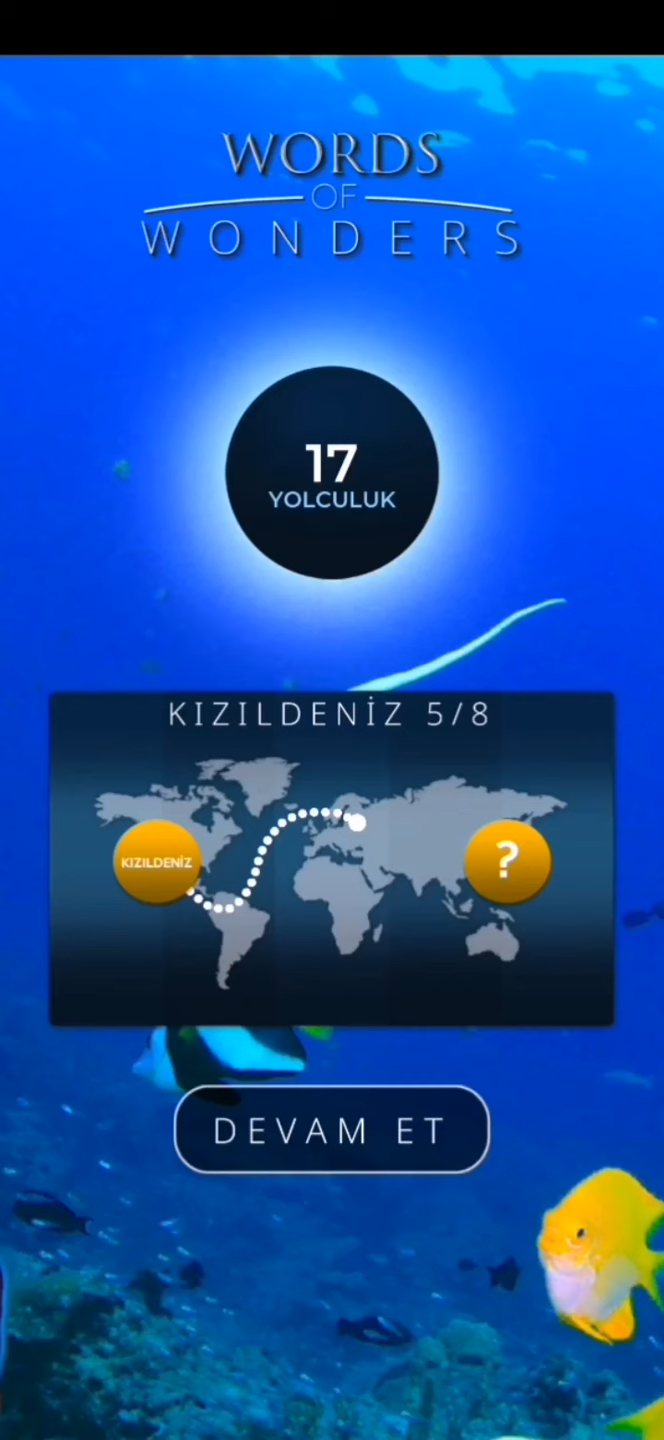 WORDS
OF
WONDERS
17
YOLCULUK
KIZILDENİZ 5/8
KIZILDENİZ
?
DEVAM ET